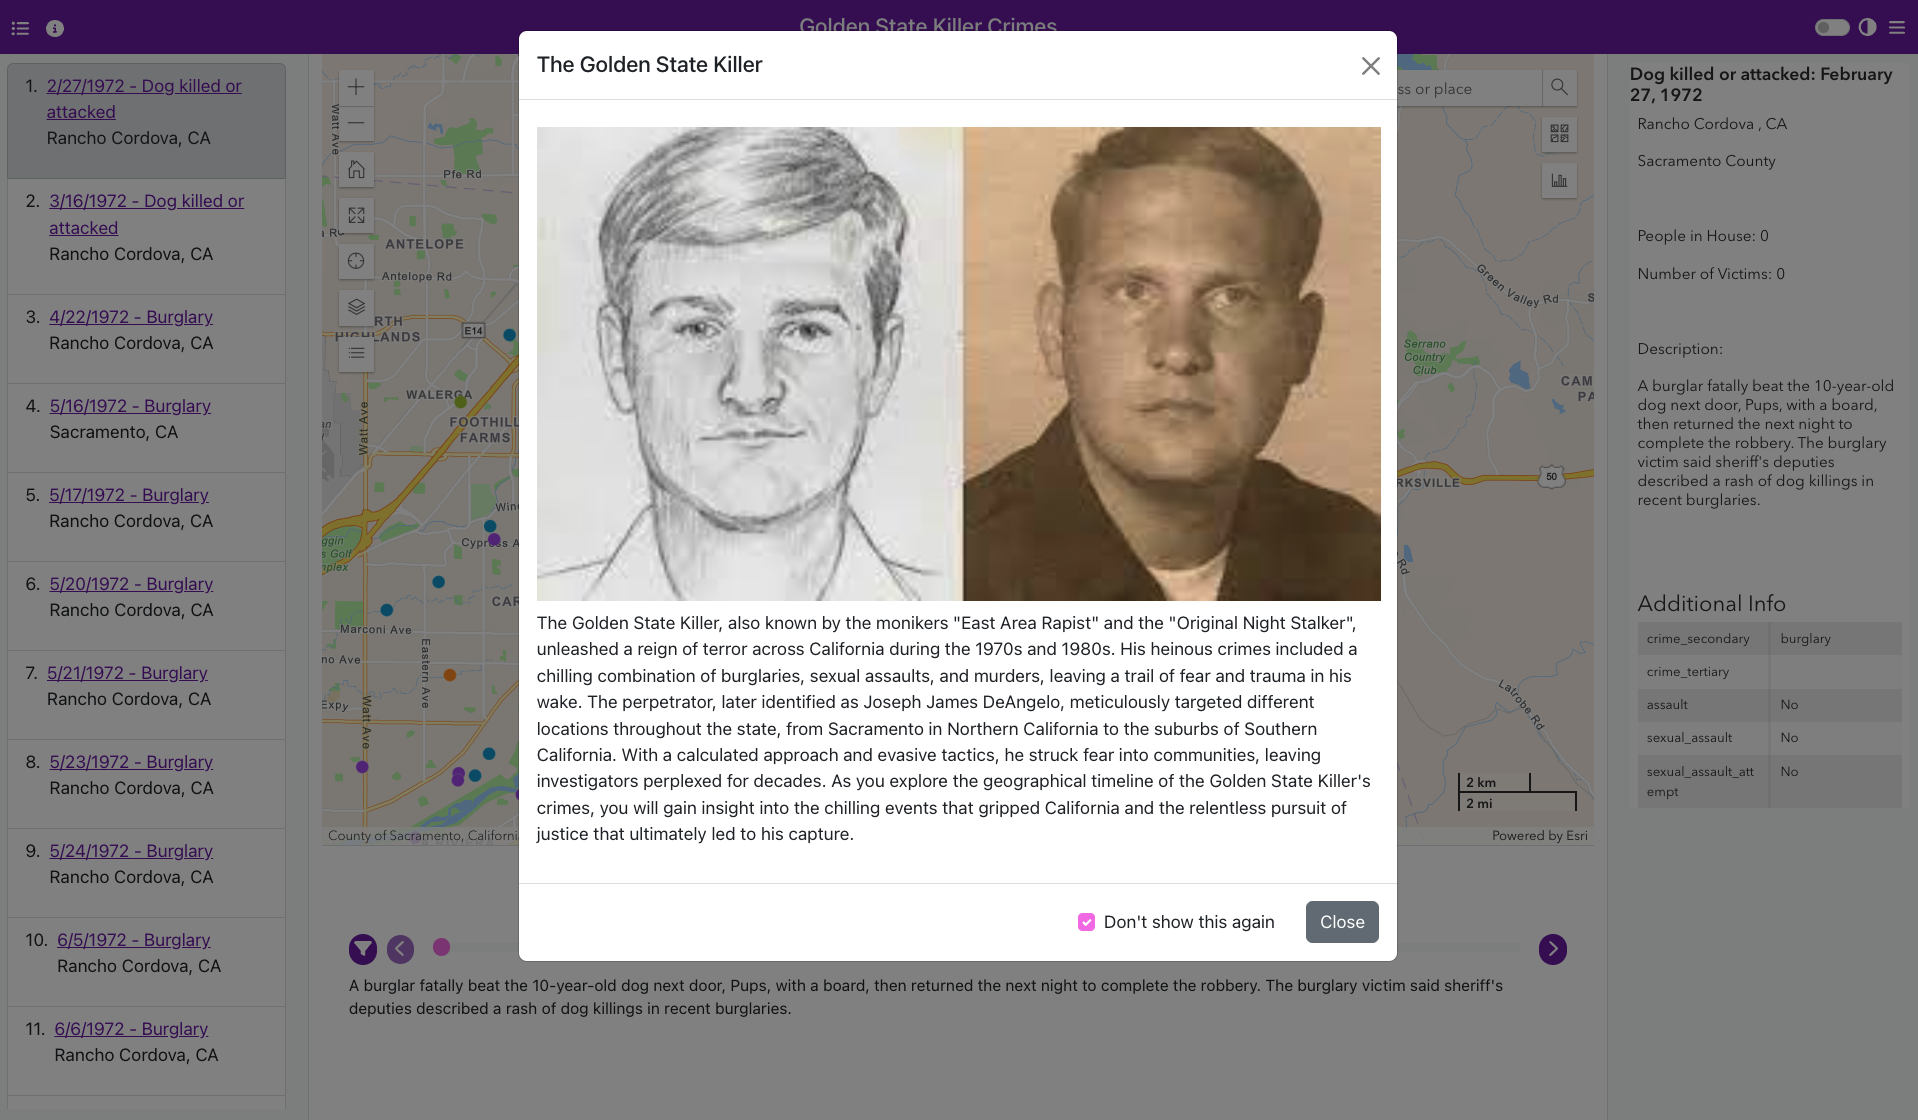 Golden State Killer Crimes
1. 2/27/1972 - Dog killed or
attacked
Rancho Cordova, CA
2. 3/16/1972 - Dog killed or
attacked
Rancho Cordova, CA
3. 4/22/1972 - Burglary
Rancho Cordova, CA
4. 5/16/1972 - Burglary
Sacramento, CA
5. 5/17/1972 - Burglary
Rancho Cordova, CA
6. 5/20/1972 - Burglary
Rancho Cordova, CA
7. 5/21/1972 - Burglary
Rancho Cordova, CA
8. 5/23/1972 - Burglary
Rancho Cordova, CA
9. 5/24/1972 - Burglary
Rancho Cordova, CA
10. 6/5/1972 - Burglary
Rancho Cordova, CA
11. 6/6/1972 - Burglary
Rancho Cordova, CA
Watt Ave
Pfe Rd
ANTELOPE
Antelope Rd
RTH
HIGHLANDS
E14
WALERGA
Watt Ave
FOOTHILL
FARMS
Marconi Ave
Eastern Ave
no Ave
Expy
Watt Ave
County of Sacramento, California
The Golden State Killer
The Golden State Killer, also known by the monikers "East Area Rapist" and the "Original Night Stalker",
unleashed a reign of terror across California during the 1970s and 1980s. His heinous crimes included a
chilling combination of burglaries, sexual assaults, and murders, leaving a trail of fear and trauma in his
wake. The perpetrator, later identified as Joseph James DeAngelo, meticulously targeted different
locations throughout the state, from Sacramento in Northern California to the suburbs of Southern
California. With a calculated approach and evasive tactics, he struck fear into communities, leaving
investigators perplexed for decades. As you explore the geographical timeline of the Golden State Killer's
crimes, you will gain insight into the chilling events that gripped California and the relentless pursuit of
justice that ultimately led to his capture.
Don't show this again
Close
ss or place
Green Valley Rd
Serrano
Country
Club
CAM
PA
RKSVILLE
50
Rd
Latrobe Rd
2 km
2 mi
Powered by Esri
A burglar fatally beat the 10-year-old dog next door, Pups, with a board, then returned the next night to complete the robbery. The burglary victim said sheriff's
deputies described a rash of dog killings in recent burglaries.
Dog killed or attacked: February
27, 1972
Rancho Cordova , CA
Sacramento County
People in House: 0
Number of Victims: 0
Description:
A burglar fatally beat the 10-year-old
dog next door, Pups, with a board,
then returned the next night to
complete the robbery. The burglary
victim said sheriff's deputies
described a rash of dog killings in
recent burglaries.
Additional Info
crime_secondary burglary
crime_tertiary
assault No
sexual_assault No
sexual_assault_att
empt No